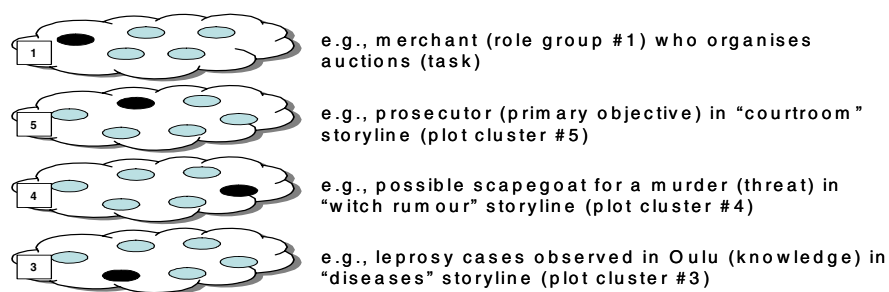 1
e.g., merchant (role group #1) who organises
auctions (task)
5
e.g., prosecutor (primary objective) in “courtroom”
storyline (plot cluster #5)
4
e.g., possible scapegoat for a murder (threat) in
“witch rumour” storyline (plot cluster #4)
3
e.g., leprosy cases observed in Oulu (knowledge) in
“diseases” storyline (plot cluster #3)